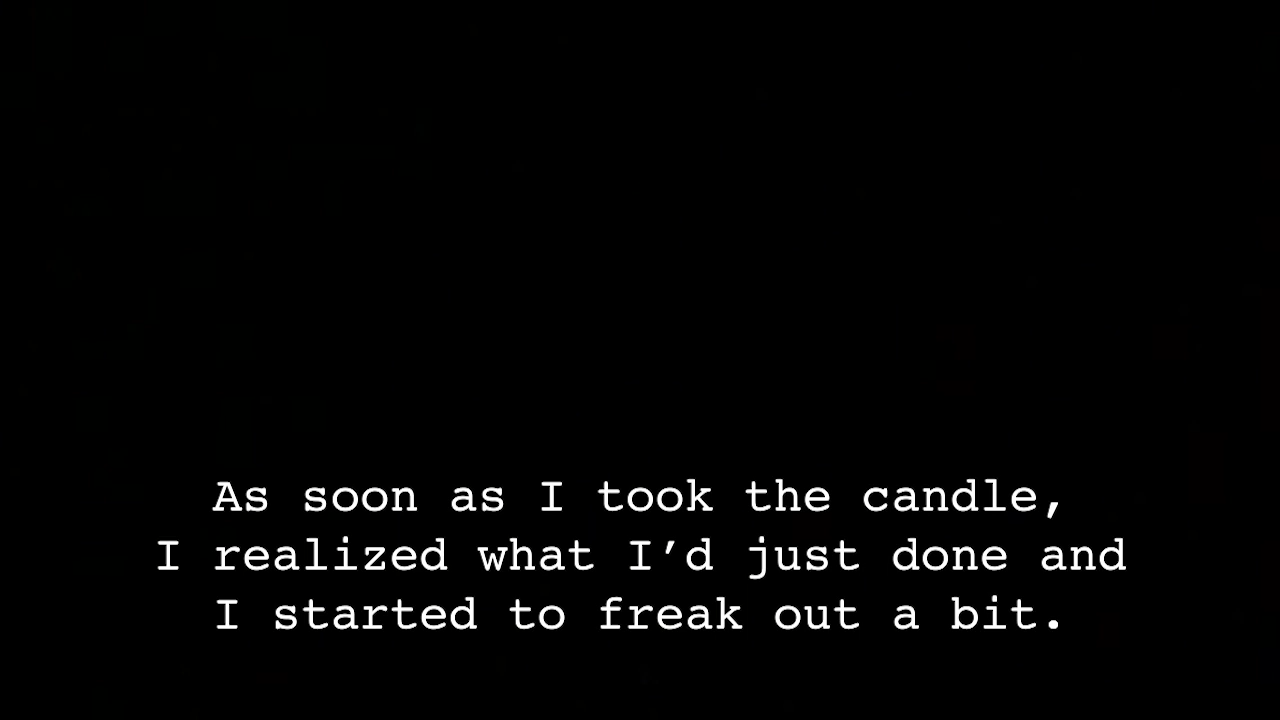 As soon as I took the candle,
I realized what I’d just done and
I started to freak out a bit.